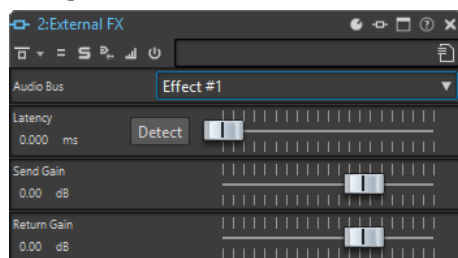 2:External FX
S
Audio Bus Effect #1
Latency
0.000 ms Detect
Send Gain
0.00 dB
Return Gain
0.00 dB